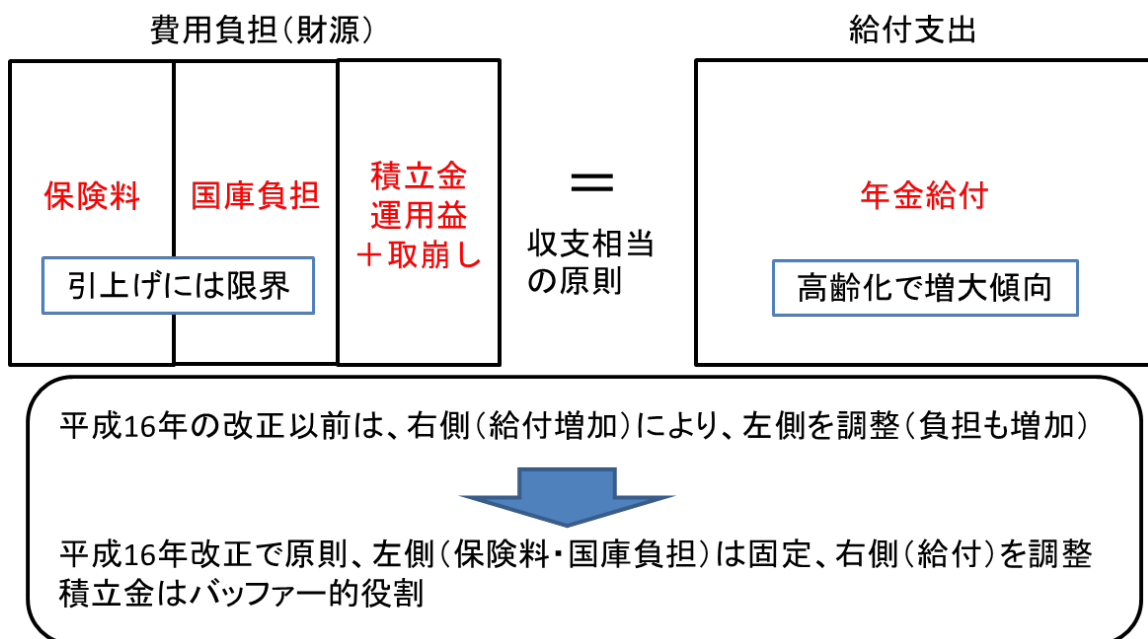 費用負担（財源）
給付支出
保険料
国庫負担
積立金
運用益
＋取崩し
引上げには限界
＝
収支相当
の原則
年金給付
高齢化で増大傾向
平成16年の改正以前は、右側（給付増加）により、左側を調整（負担も増加）
平成16年改正で原則、左側（保険料・国庫負担）は固定、右側（給付）を調整
積立金はバッファー的役割